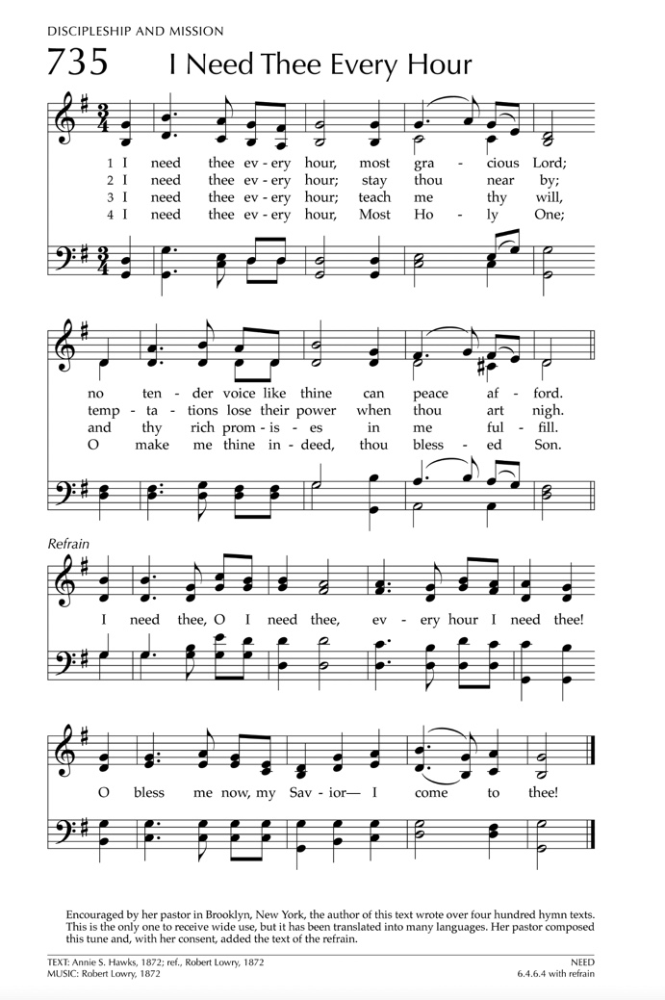 DISCIPLESHIP AND MISSION
735 I Need Thee Every Hour
3
4
1 I need thee ev - ery hour, most gra - cious Lord;
2 I need thee ev - ery hour; stay thou near by;
3 I need thee ev - ery hour; teach me thy will,
4 I need thee ev - ery hour, Most Ho - ly One;
3
4
no ten - der voice like thine can peace af - ford.
temp - ta - tions lose their power when thou art nigh.
and thy rich prom - is - es in me ful - fill.
O make me thine in - deed, thou bless - ed Son.
Refrain
I need thee, O I need thee, ev - ery hour I need thee!
O bless me now, my Sav - ior— I come to thee!
Encouraged by her pastor in Brooklyn, New York, the author of this text wrote over four hundred hymn texts.
This is the only one to receive wide use, but it has been translated into many languages. Her pastor composed
this tune and, with her consent, added the text of the refrain.
TEXT: Annie S. Hawks, 1872; ref., Robert Lowry, 1872 NEED
MUSIC: Robert Lowry, 1872 6.4.6.4 with refrain